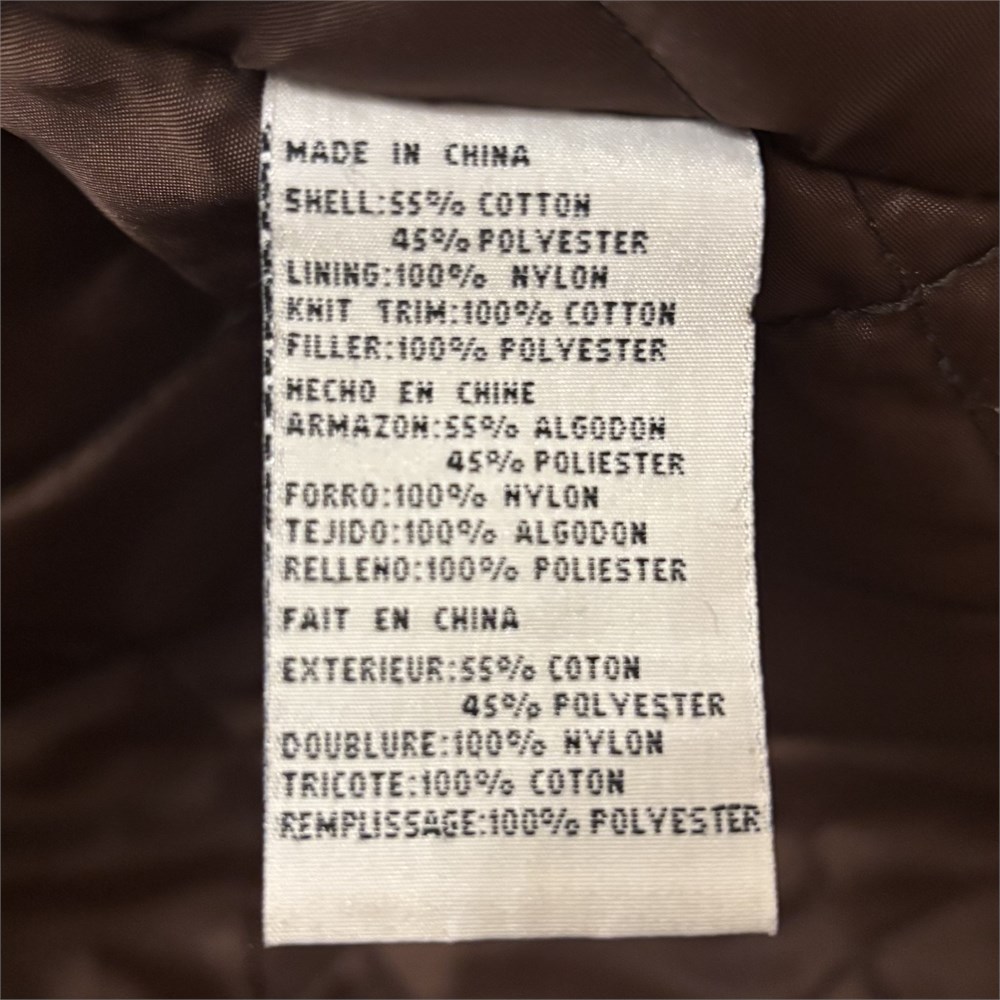 MADE IN CHINA
SHELL:55% COTTON
45% POLYESTER
LINING:100% NYLON
KNIT TRIM:100% COTTON
FILLER:100% POLYESTER
HECHO EN CHINE
ARMAZON:55% ALGODON
45% POLIESTER
FORRO:100% NYLON
TEJIDO:100% ALGODON
RELLENO:100% POLIESTER
FAIT EN CHINA
EXTERIEUR:55% COTON
45% POLYESTER
DOUBLURE:100% NYLON
TRICOTE:100% COTON
REMPLISSAGE:100% POLYESTER